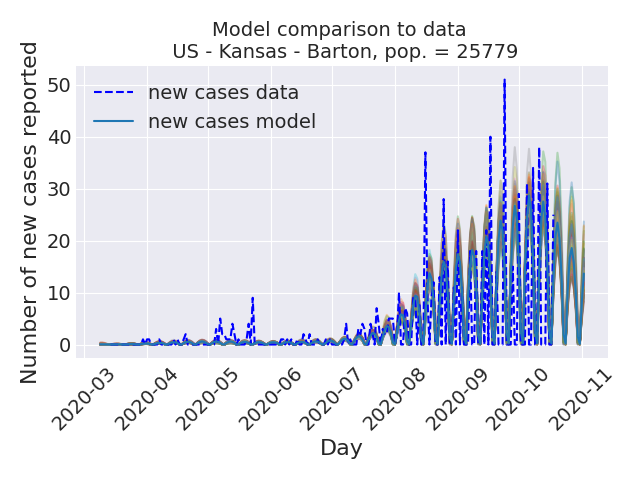 Model comparison to data
US - Kansas - Barton, pop. = 25779
new cases data
new cases model
Number of new cases reported
50
40
30
20
10
0
2020-03
2020-04
2020-05
2020-06
2020-07
2020-08
2020-09
2020-10
2020-11
Day